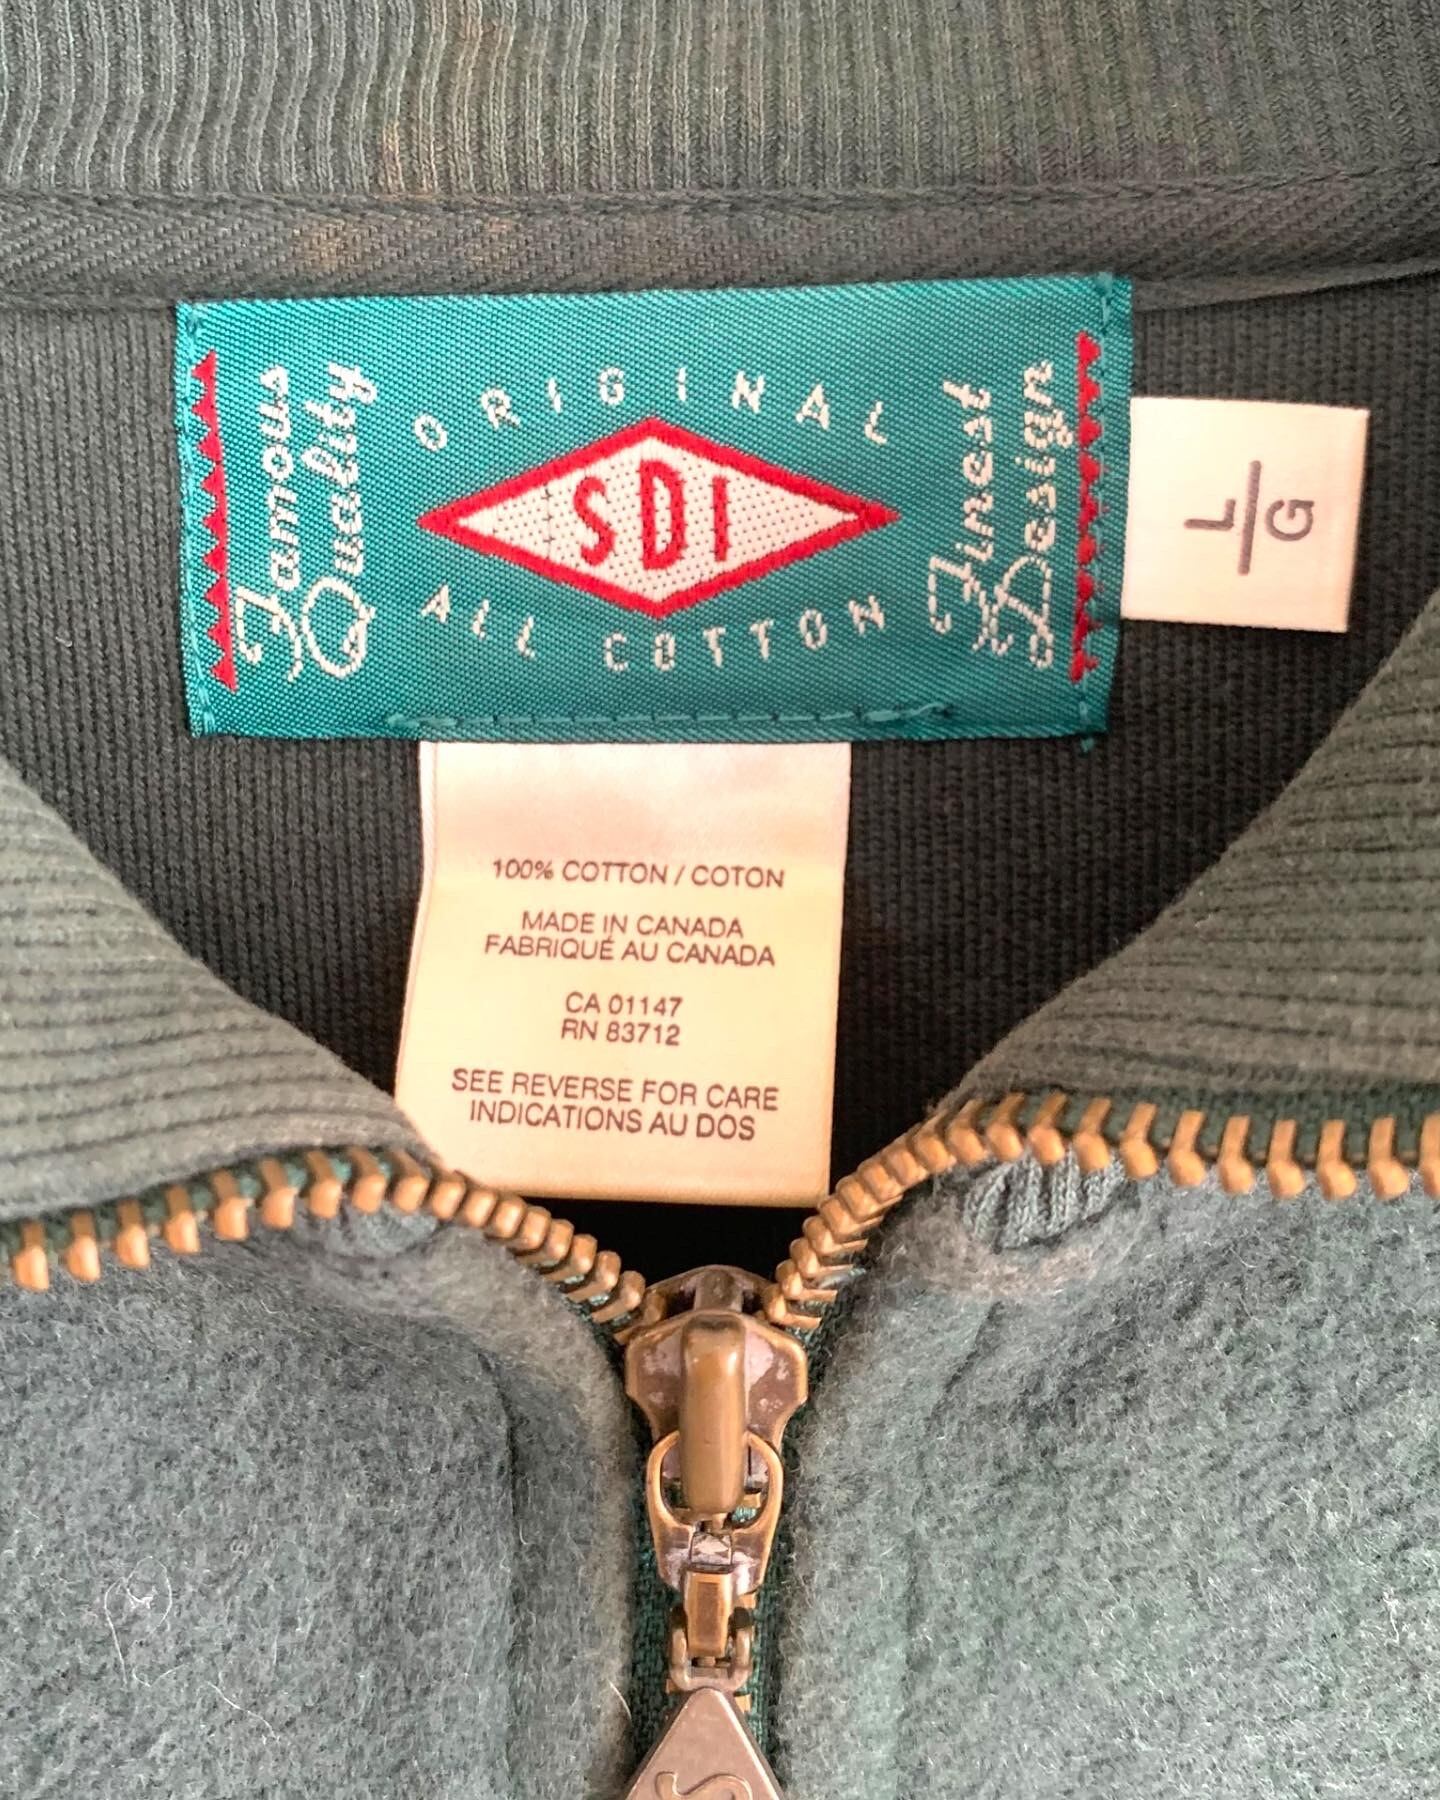 Famous
Quality
ORIGINAL
SDI
ALL COTTON
Finest
Design
L
G
100% COTTON / COTON
MADE IN CANADA
FABRIQUÉ AU CANADA
CA 01147
RN 83712
SEE REVERSE FOR CARE
INDICATIONS AU DOS
S